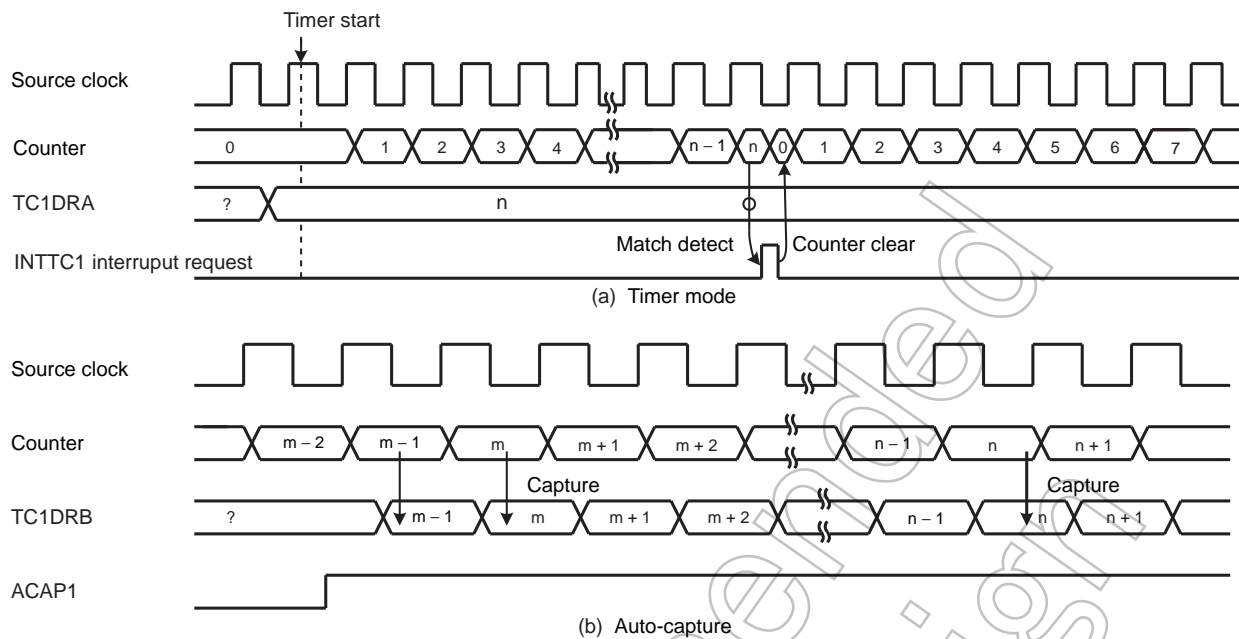 Timer start
Source clock
Counter 0 1 2 3 4 n – 1 n 0 1 2 3 4 5 6 7
TC1DRA ? n
Match detect Counter clear
INTTC1 interruput request
(a) Timer mode
Source clock
Counter m – 2 m – 1 m m + 1 m + 2 n – 1 n n + 1
Capture Capture
TC1DRB ? m – 1 m m + 1 m + 2 n – 1 n n + 1
ACAP1
(b) Auto-capture
ended
sign